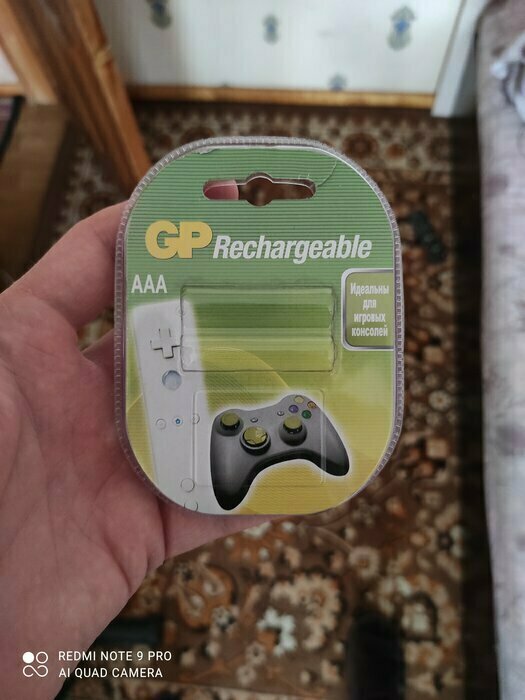 GP Rechargeable
AAA
Идеальны
для
игровых
консолей
REDMI NOTE 9 PRO
AI QUAD CAMERA